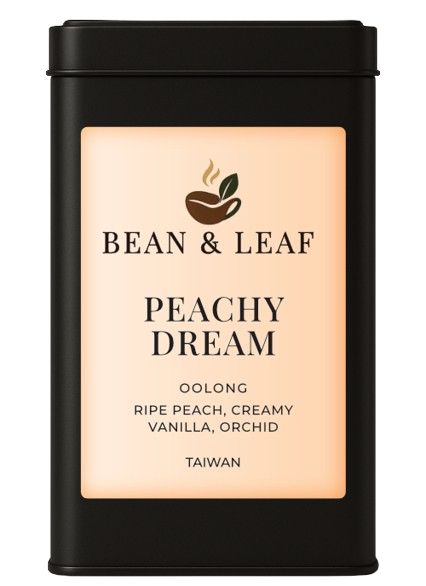 BEAN & LEAF
PEACHY
DREAM
OOLONG
RIPE PEACH, CREAMY
VANILLA, ORCHID
TAIWAN